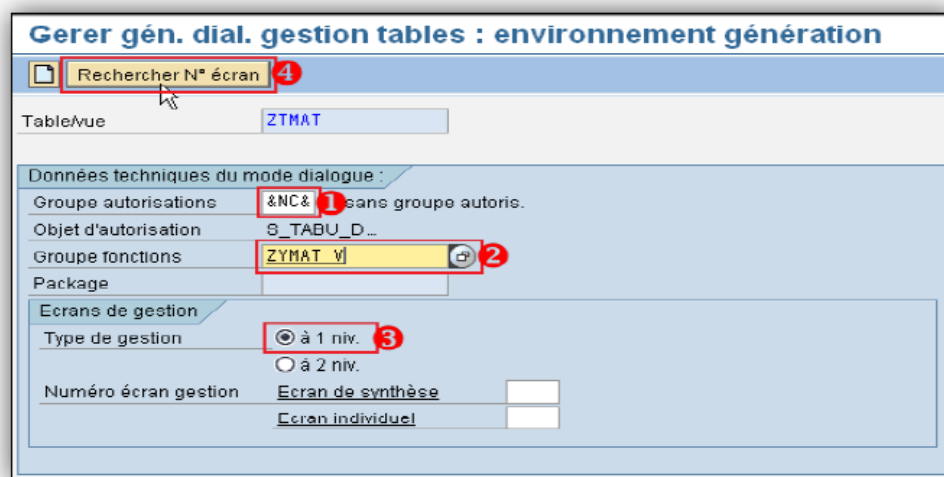 Gerer gén. dial. gestion tables : environnement génération
Rechercher N° écran 4
Table/vue ZTMAT
Données techniques du mode dialogue :
Groupe autorisations &NC& 1 sans groupe autoris.
Objet d'autorisation S_TABU_D...
Groupe fonctions ZYMAT_V 2
Package
Ecrans de gestion
Type de gestion à 1 niv. 3
à 2 niv.
Numéro écran gestion Ecran de synthèse
Ecran individuel